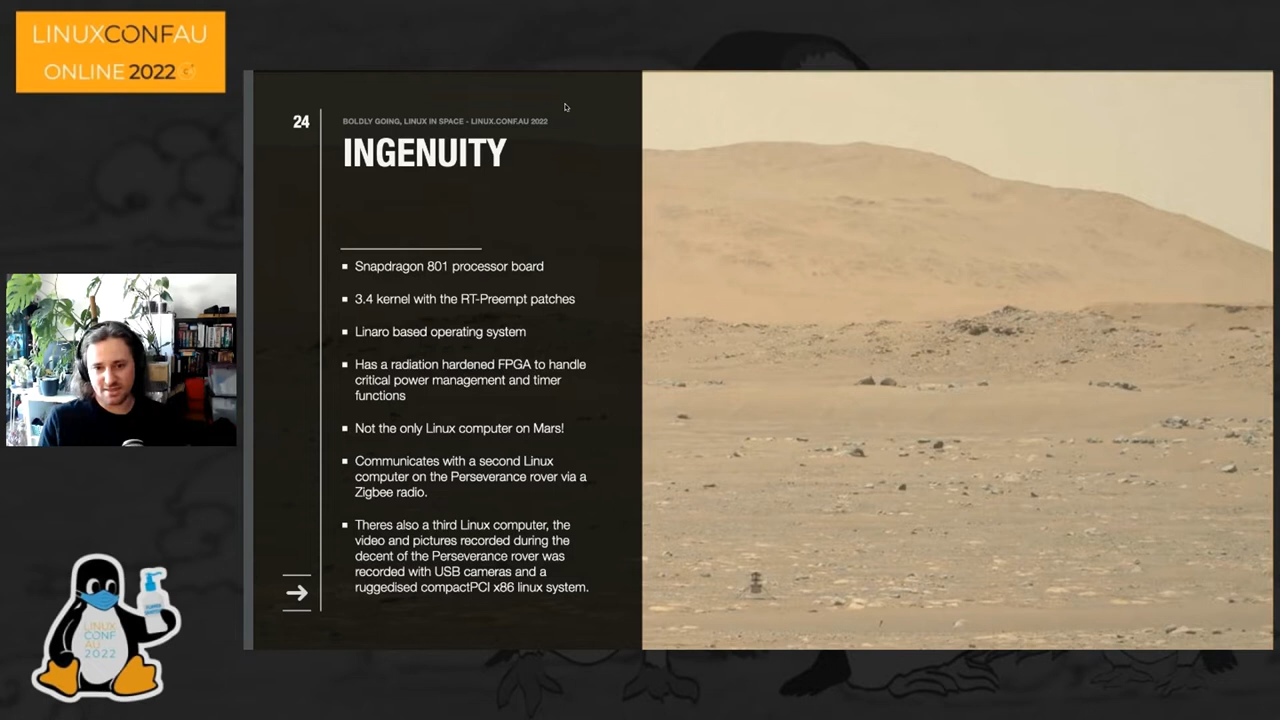 LINUXCONFAU
ONLINE 2022
24
BOLDLY GOING, LINUX IN SPACE - LINUX.CONF.AU 2022
INGENUITY
Snapdragon 801 processor board
3.4 kernel with the RT-Preempt patches
Linaro based operating system
Has a radiation hardened FPGA to handle
critical power management and timer
functions
Not the only Linux computer on Mars!
Communicates with a second Linux
computer on the Perseverance rover via a
Zigbee radio.
Theres also a third Linux computer, the
video and pictures recorded during the
decent of the Perseverance rover was
recorded with USB cameras and a
ruggedised compactPCI x86 linux system.
LINUX
CONF
AU
2022